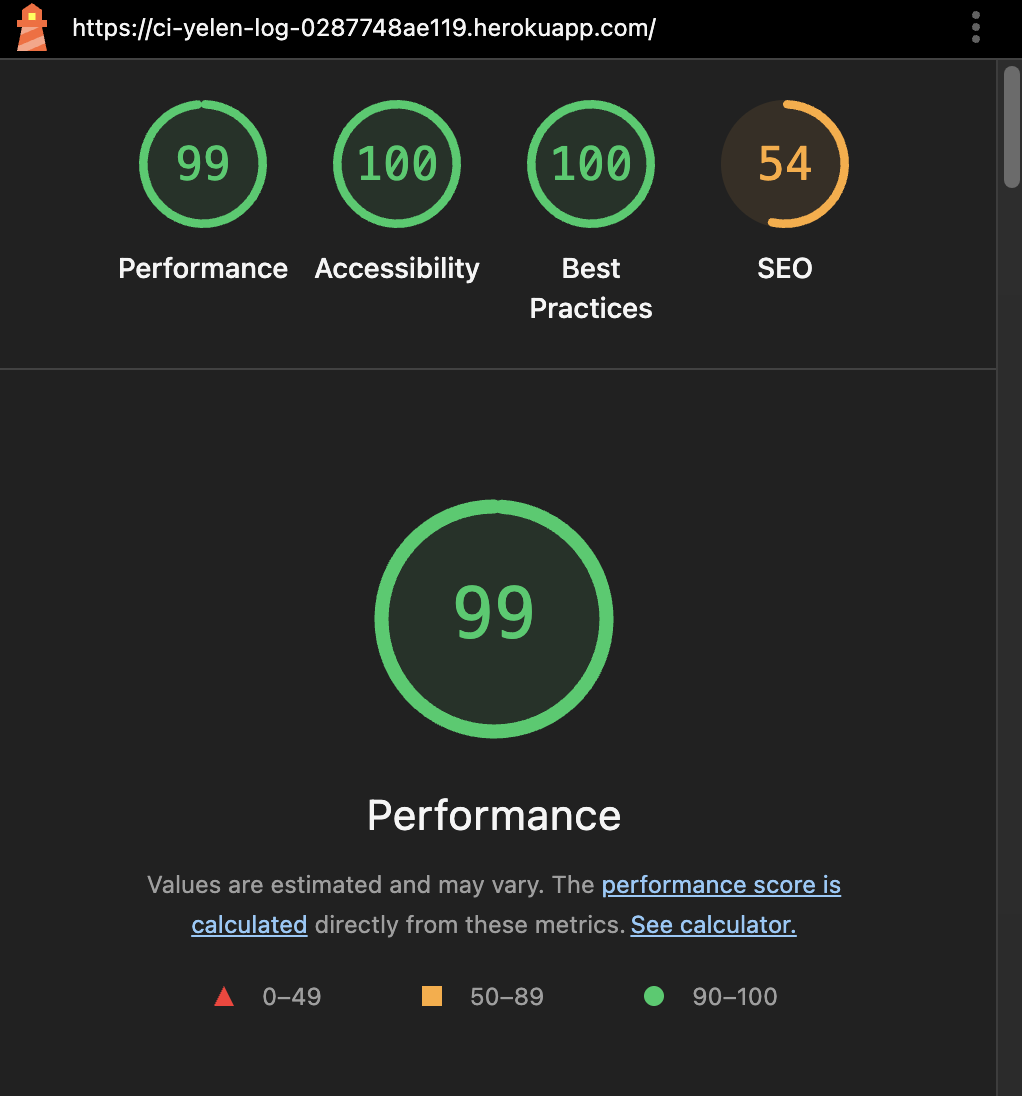 https://ci-yelen-log-0287748ae119.herokuapp.com/
99 100 100 54
Performance Accessibility Best Practices SEO
99
Performance
Values are estimated and may vary. The performance score is
calculated directly from these metrics. See calculator.
0–49 50–89 90–100